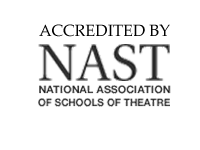 ACCREDITED BY
NAST
NATIONAL ASSOCIATION
OF SCHOOLS OF THEATRE